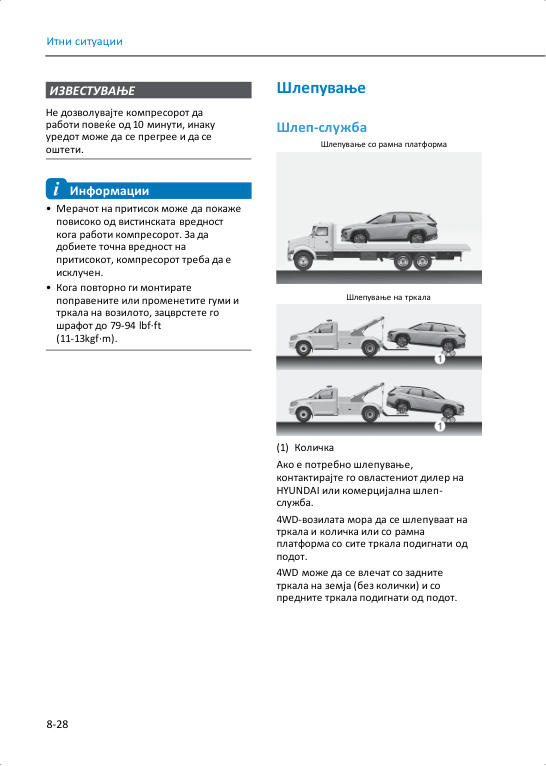 Итни ситуации
ИЗВЕСТУВАЊЕ
Не дозволувајте компресорот да
работи повеќе од 10 минути, инаку
уредот може да се прегрее и да се
оштети.
i Информации
• Мерачот на притисок може да покаже
повисоко од вистинската вредност
кога работи компресорот. За да
добиете точна вредност на
притисокот, компресорот треба да е
исклучен.
• Кога повторно ги монтирате
поправените или променетите гуми и
тркала на возилото, зацврстете го
шрафот до 79-94 lbf·ft
(11-13kgf·m).
Шлепување
Шлеп-служба
Шлепување со рамна платформа
Шлепување на тркала
1
1
(1) Количка
Ако е потребно шлепување,
контактирајте го овластениот дилер на
HYUNDAI или комерцијална шлеп-
служба.
4WD-возилата мора да се шлепуваат на
тркала и количка или со рамна
платформа со сите тркала подигнати од
подот.
4WD може да се влечат со задните
тркала на земја (без колички) и со
предните тркала подигнати од подот.
8-28